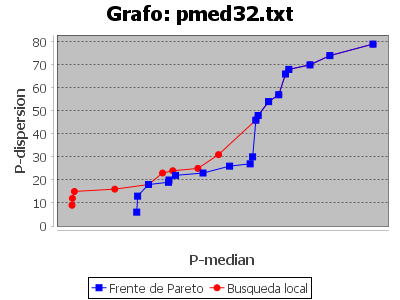 Grafo: pmed32.txt
P-dispersion
80
70
60
50
40
30
20
10
0
P-median
Frente de Pareto
Busqueda local